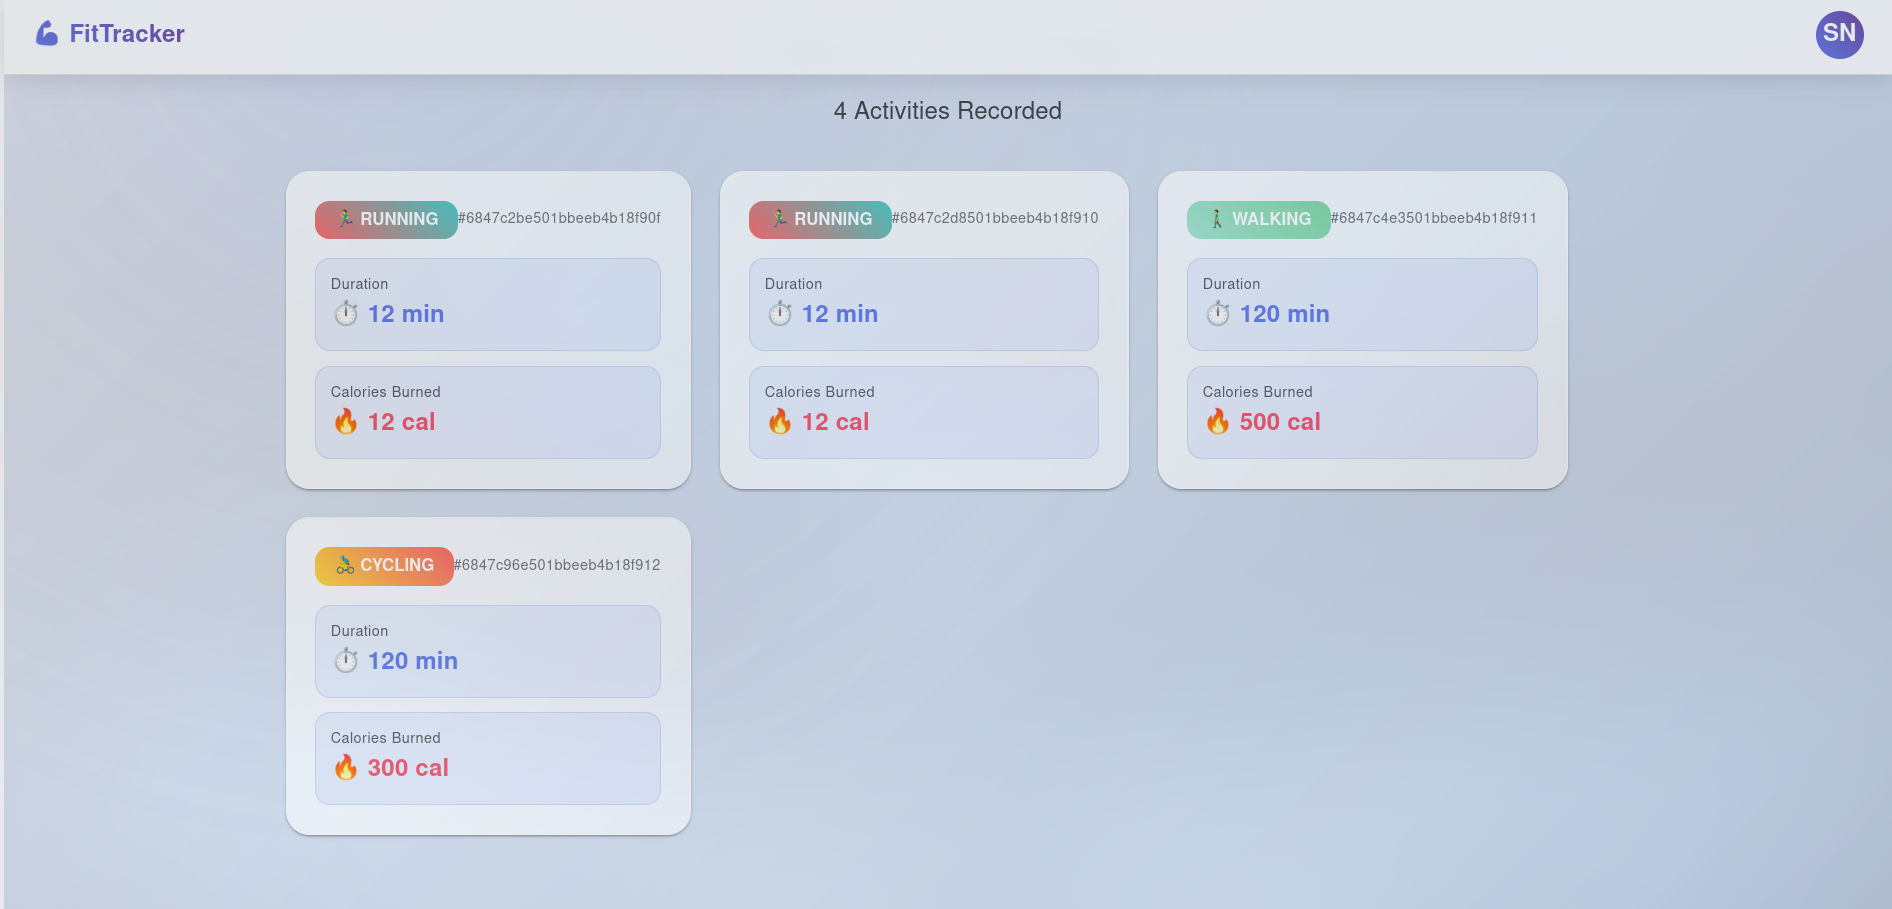 FitTracker
SN
4 Activities Recorded
RUNNING #6847c2be501bbeeb4b18f90f
Duration
12 min
Calories Burned
12 cal
RUNNING #6847c2d8501bbeeb4b18f910
Duration
12 min
Calories Burned
12 cal
WALKING #6847c4e3501bbeeb4b18f911
Duration
120 min
Calories Burned
500 cal
CYCLING #6847c96e501bbeeb4b18f912
Duration
120 min
Calories Burned
300 cal